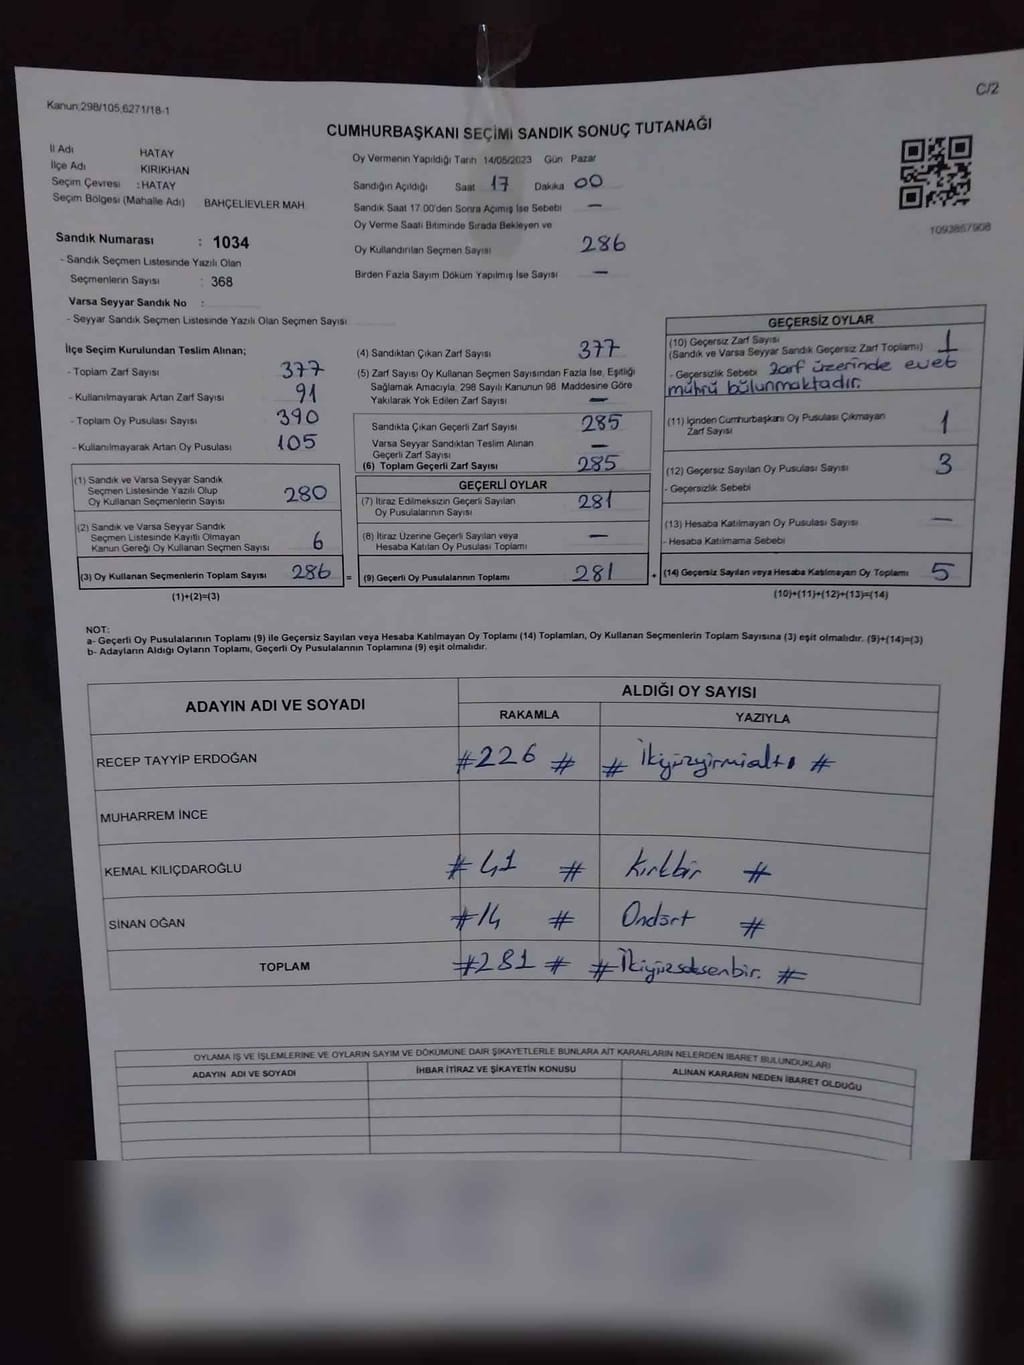 C/2
Kanun:298/105,6271/18-1
CUMHURBAŞKANI SEÇİMİ SANDIK SONUÇ TUTANAĞI
İl Adı HATAY
İlçe Adı KIRIKHAN
Seçim Çevresi :HATAY
Seçim Bölgesi (Mahalle Adı) BAHÇELİEVLER MAH
Sandık Numarası : 1034
- Sandık Seçmen Listesinde Yazılı Olan
Seçmenlerin Sayısı : 368
Varsa Seyyar Sandık No :
- Seyyar Sandık Seçmen Listesinde Yazılı Olan Seçmen Sayısı
Oy Vermenin Yapıldığı Tarih 14/05/2023 Gün Pazar
Sandığın Açıldığı Saat 17 Dakika 00
Sandık Saat 17.00'den Sonra Açımış İse Sebebi —
Oy Verme Saati Bitiminde Sırada Bekleyen ve
Oy Kullandırılan Seçmen Sayısı 286
Birden Fazla Sayım Döküm Yapılmış İse Sayısı —
1093857908
İlçe Seçim Kurulundan Teslim Alınan;
- Toplam Zarf Sayısı 377
- Kullanılmayarak Artan Zarf Sayısı 91
- Toplam Oy Pusulası Sayısı 390
- Kullanılmayarak Artan Oy Pusulası 105
(1) Sandık ve Varsa Seyyar Sandık
Seçmen Listesinde Yazılı Olup
Oy Kullanan Seçmenlerin Sayısı 280
(2) Sandık ve Varsa Seyyar Sandık
Seçmen Listesinde Kayıtlı Olmayan
Kanun Gereği Oy Kullanan Seçmen Sayısı 6
(3) Oy Kullanan Seçmenlerin Toplam Sayısı 286 =
(1)+(2)=(3)
(4) Sandıktan Çıkan Zarf Sayısı 377
(5) Zarf Sayısı Oy Kullanan Seçmen Sayısından Fazla İse, Eşitliği
Sağlamak Amacıyla, 298 Sayılı Kanunun 98. Maddesine Göre
Yakılarak Yok Edilen Zarf Sayısı —
Sandıkta Çıkan Geçerli Zarf Sayısı 285
Varsa Seyyar Sandıktan Teslim Alınan
Geçerli Zarf Sayısı —
(6) Toplam Geçerli Zarf Sayısı 285
GEÇERLİ OYLAR
(7) İtiraz Edilmeksizin Geçerli Sayılan
Oy Pusulalarının Sayısı 281
(8) İtiraz Üzerine Geçerli Sayılan veya
Hesaba Katılan Oy Pusulası Toplamı —
(9) Geçerli Oy Pusulalarının Toplamı 281 +
GEÇERSİZ OYLAR
(10) Geçersiz Zarf Sayısı
(Sandık ve Varsa Seyyar Sandık Geçersiz Zarf Toplamı) 1
- Geçersizlik Sebebi Zarf üzerinde evet
mührü bulunmaktadır.
(11) İçinden Cumhurbaşkanı Oy Pusulası Çıkmayan
Zarf Sayısı 1
(12) Geçersiz Sayılan Oy Pusulası Sayısı 3
- Geçersizlik Sebebi
(13) Hesaba Katılmayan Oy Pusulası Sayısı —
- Hesaba Katılmama Sebebi
(14) Geçersiz Sayılan veya Hesaba Katılmayan Oy Toplamı 5
(10)+(11)+(12)+(13)=(14)
NOT:
a- Geçerli Oy Pusulalarının Toplamı (9) ile Geçersiz Sayılan veya Hesaba Katılmayan Oy Toplamı (14) Toplamları, Oy Kullanan Seçmenlerin Toplam Sayısına (3) eşit olmalıdır. (9)+(14)=(3)
b- Adayların Aldığı Oyların Toplamı, Geçerli Oy Pusulalarının Toplamına (9) eşit olmalıdır.
ADAYIN ADI VE SOYADI ALDIĞI OY SAYISI
RAKAMLA YAZIYLA
RECEP TAYYİP ERDOĞAN #226 # # İkiyüzyirmialtı #
MUHARREM İNCE
KEMAL KILIÇDAROĞLU # 41 # Kırkbir #
SİNAN OĞAN #14 # Ondört #
TOPLAM #281 # # İkiyüzseksenbir. #
OYLAMA İŞ VE İŞLEMLERİNE VE OYLARIN SAYIM VE DÖKÜMÜNE DAİR ŞİKAYETLERLE BUNLARA AİT KARARLARIN NELERDEN İBARET BULUNDUKLARI
ADAYIN ADI VE SOYADI İHBAR İTİRAZ VE ŞİKAYETİN KONUSU ALINAN KARARIN NEDEN İBARET OLDUĞU